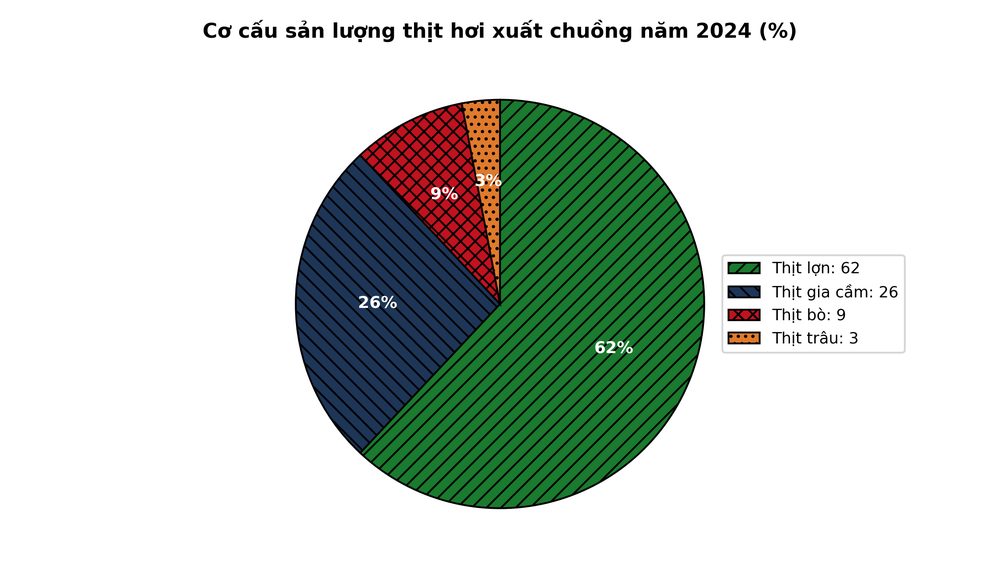 Cơ cấu sản lượng thịt hơi xuất chuồng năm 2024 (%)
3%
9%
26%
62%
Thịt lợn: 62
Thịt gia cầm: 26
Thịt bò: 9
Thịt trâu: 3